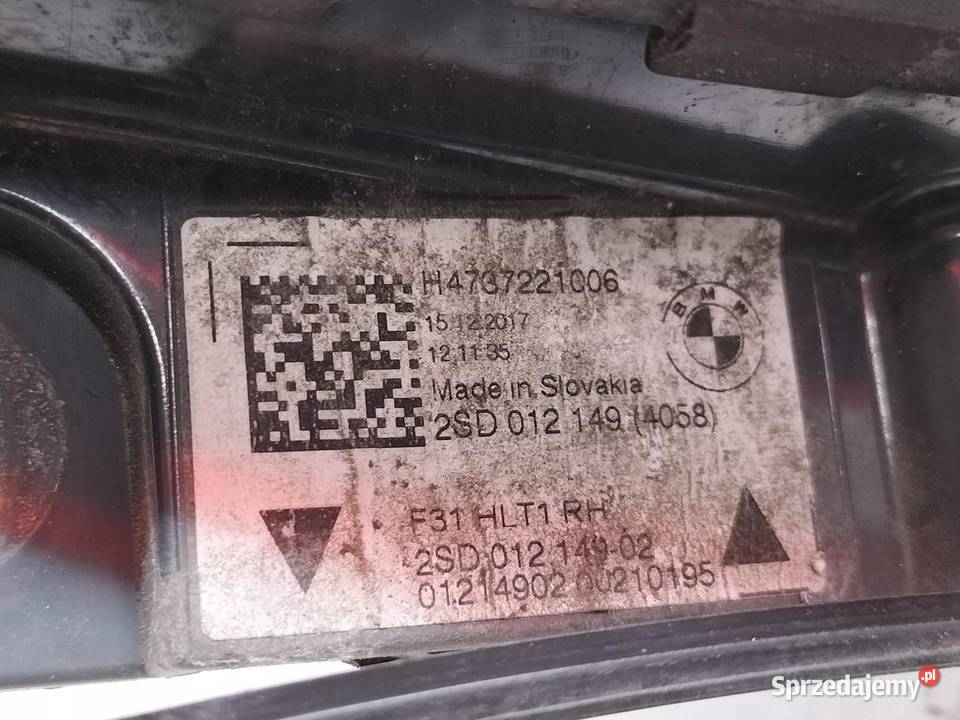 H4737221006
15.12.2017
12.11.35
BMW
Made in Slovakia
2SD 012 149 (4058)
F31 HLT1 RH
2SD 012 149-02
01214902 00210195
Sprzedajemy.pl